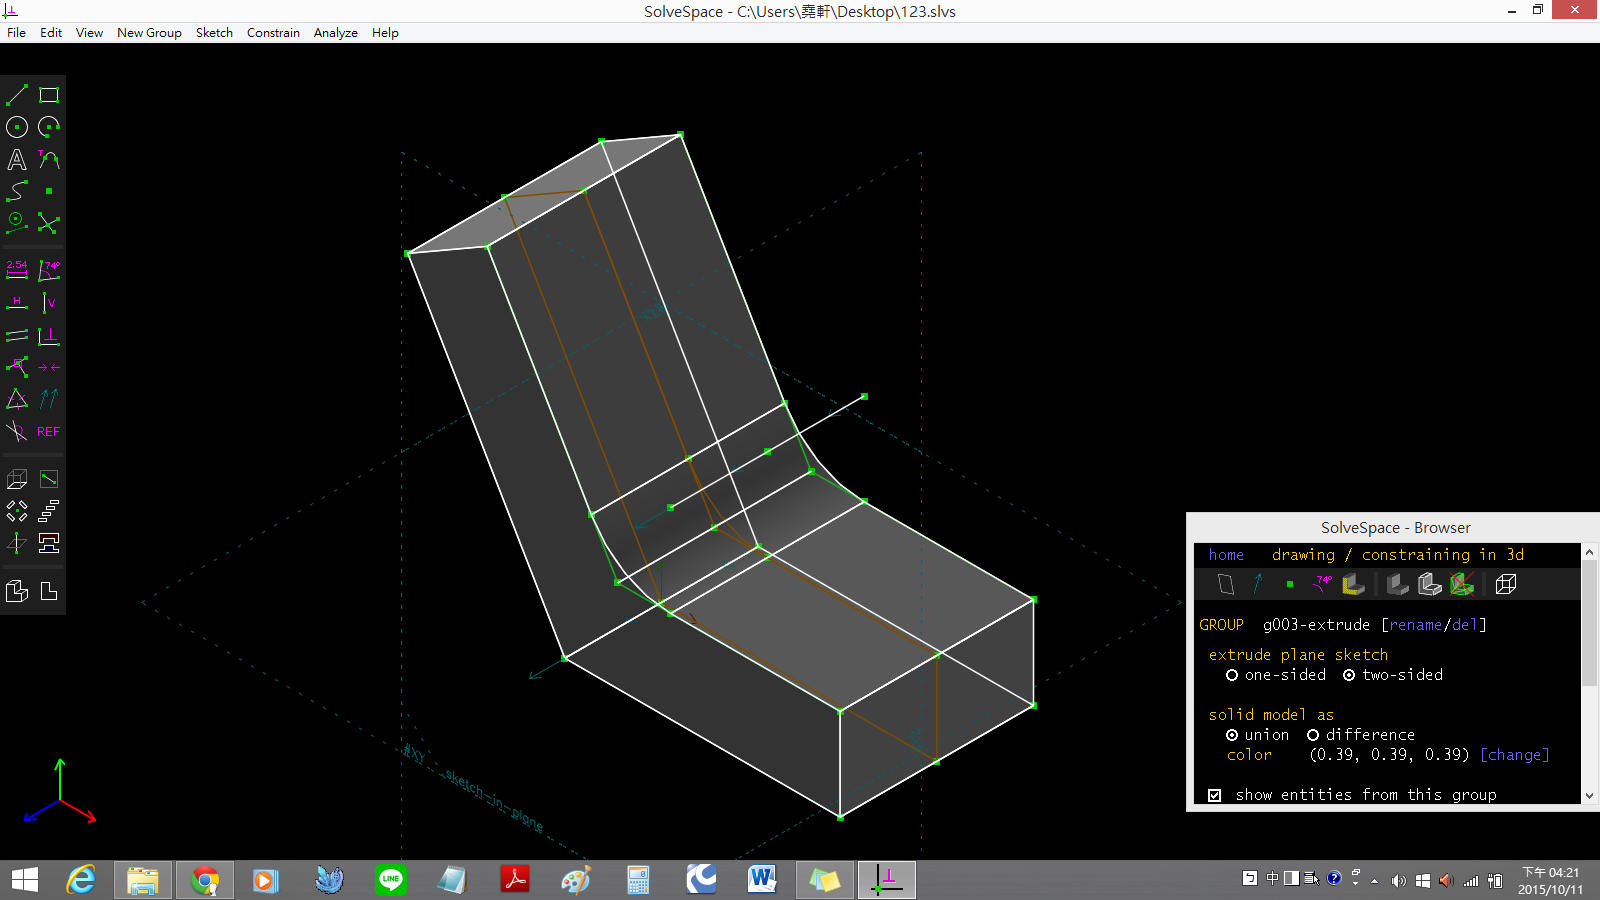 SolveSpace - C:\Users\堯軒\Desktop\123.slvs
File Edit View New Group Sketch Constrain Analyze Help
A T
2.54 74°
H V
REF
#XY
sketch-in-plane
SolveSpace - Browser
home drawing / constraining in 3d
74°
GROUP g003-extrude [rename/del]
extrude plane sketch
one-sided two-sided
solid model as
union difference
color (0.39, 0.39, 0.39) [change]
show entities from this group
LINE
W
中
下午 04:21
2015/10/11